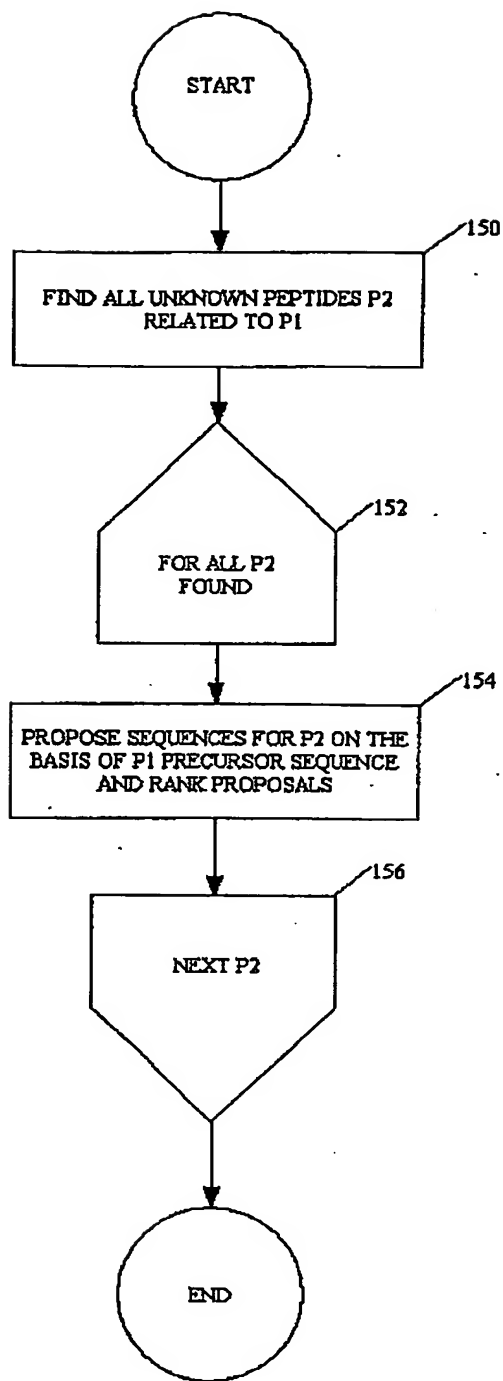 START
150
FIND ALL UNKNOWN PEPTIDES P2
RELATED TO P1
152
FOR ALL P2
FOUND
154
PROPOSE SEQUENCES FOR P2 ON THE
BASIS OF P1 PRECURSOR SEQUENCE
AND RANK PROPOSALS
156
NEXT P2
END